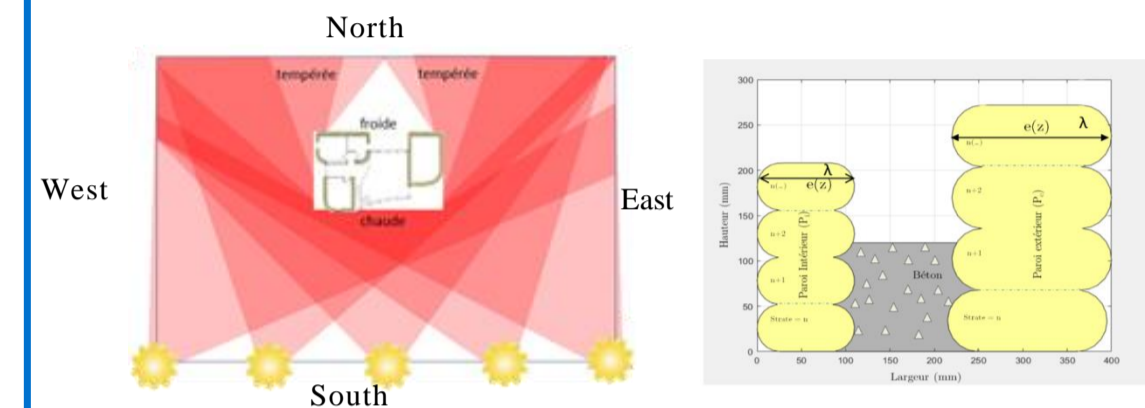 North
tempérée tempérée
froide
West
East
chaude
South
300
250
200
150
100
50
0
Hauteur (mm)
λ
e(z)
n+2
n+1
Strate = n
Paroi Intérieur
Béton
e(z) λ
n+2
n+1
Strate = n
Paroi extérieur
0 50 100 150 200 250 300 350 400
Largeur (mm)